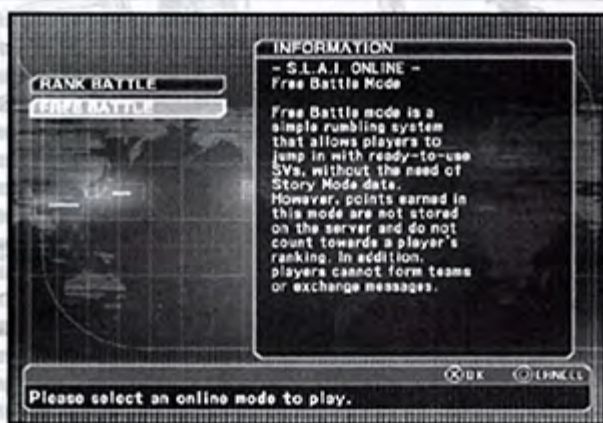 INFORMATION
– S.L.A.I. ONLINE –
Free Battle Mode
RANK BATTLE
FREE BATTLE
Free Battle mode is a
simple rumbling system
that allows players to
jump in with ready-to-use
SVs, without the need of
Story Mode data.
However, points earned in
this mode are not stored
on the server and do not
count towards a player's
ranking. In addition,
players cannot form teams
or exchange messages.
OK CANCEL
Please select an online mode to play.